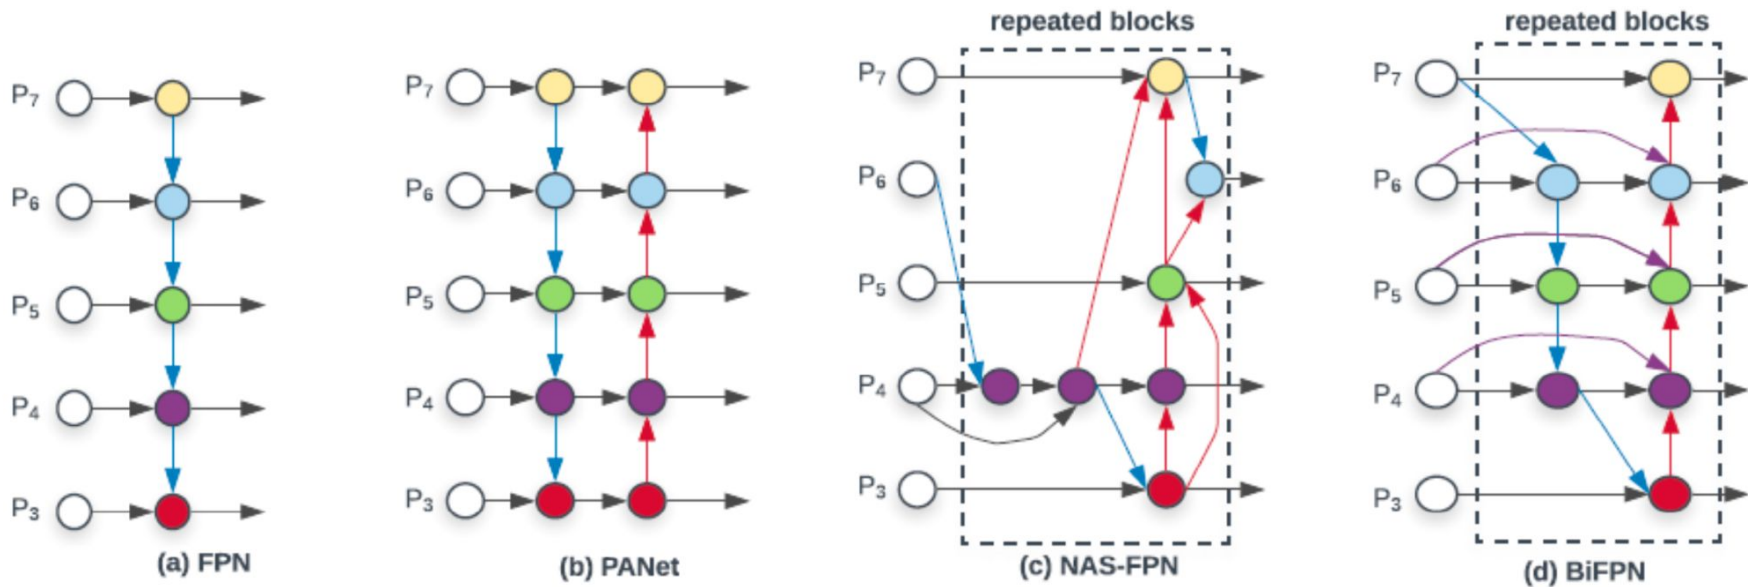 repeated blocks
repeated blocks
P7
P7
P7
P7
P6
P6
P6
P6
P5
P5
P5
P5
P4
P4
P4
P4
P3
P3
P3
P3
(a) FPN
(b) PANet
(c) NAS-FPN
(d) BiFPN